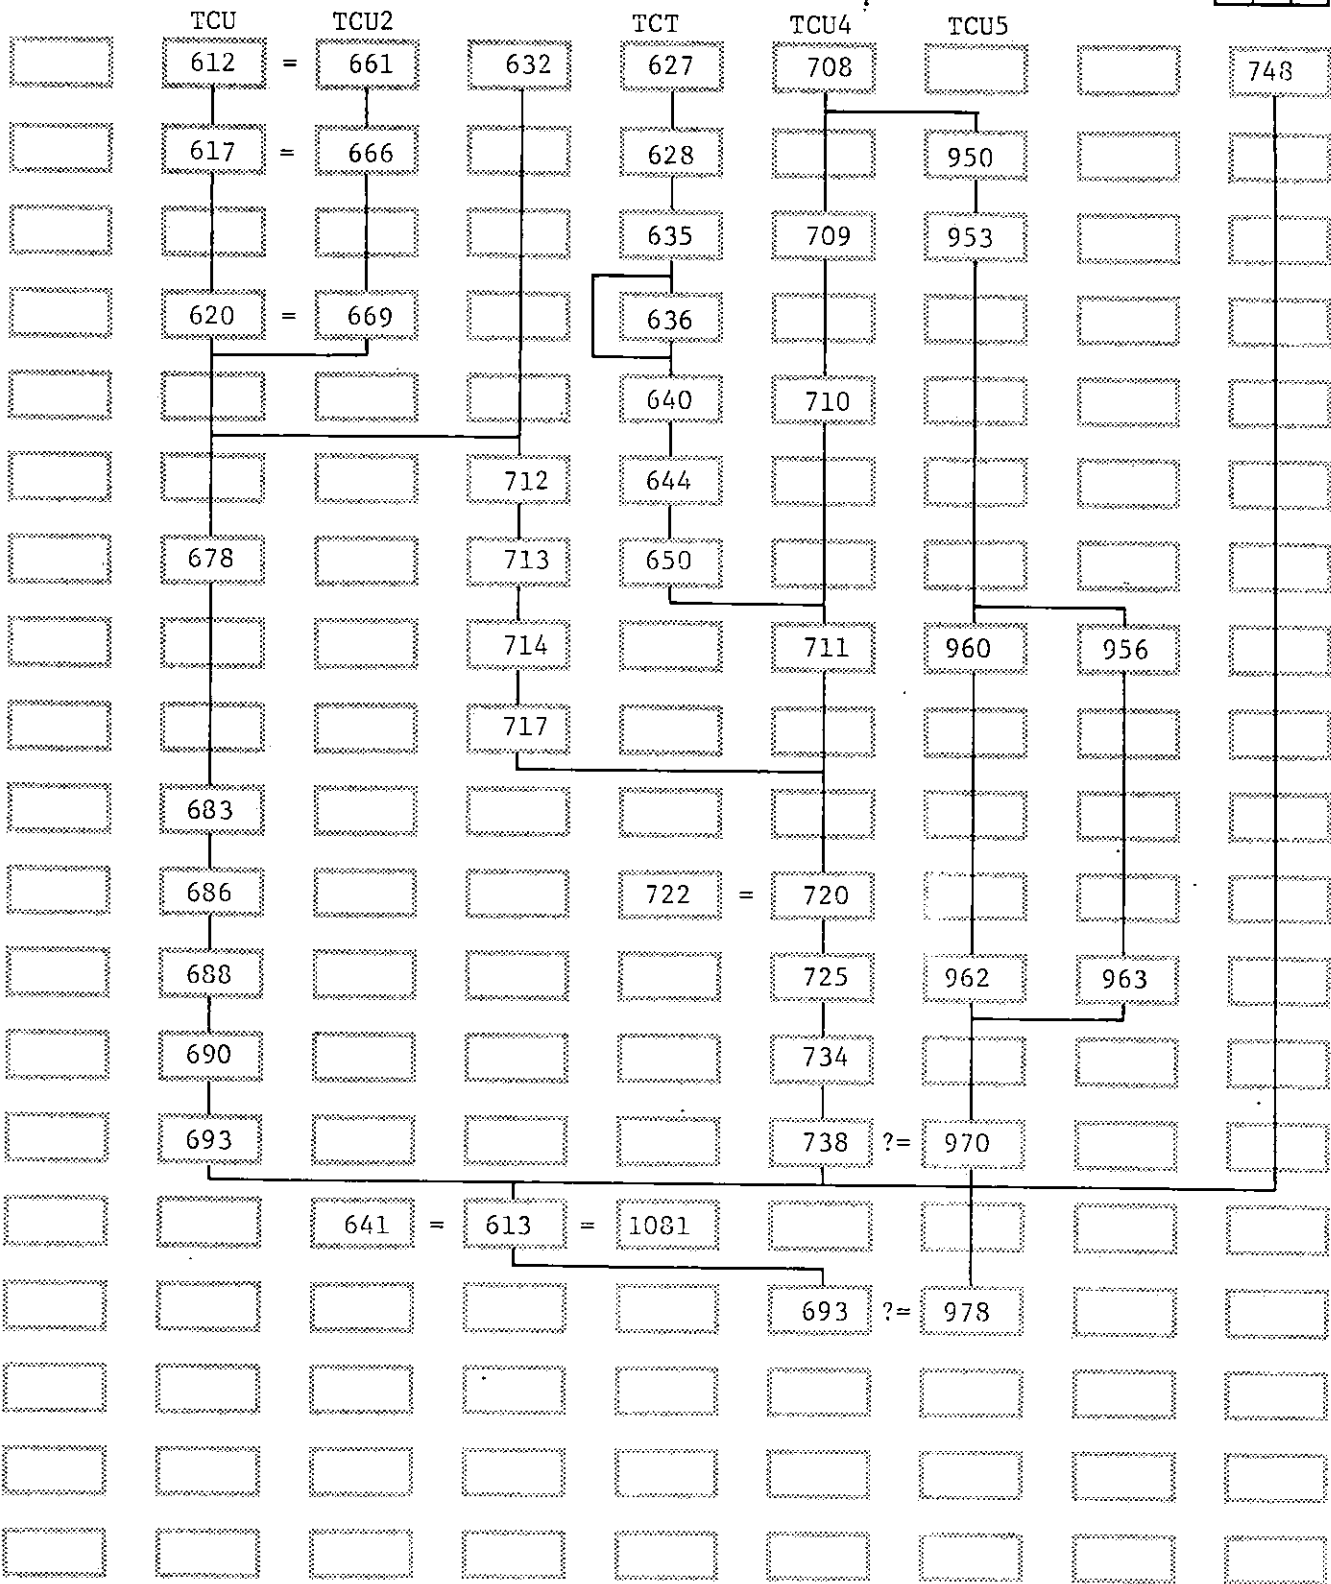 TCU TCU2 TCT TCU4 TCU5
612 = 661 632 627 708 748
617 = 666 628 950
635 709 953
620 = 669 636
640 710
712 644
678 713 650
714 711 960 956
717
683
686 722 = 720
688 725 962 963
690 734
693 738 ?= 970
641 = 613 = 1081
693 ?= 978